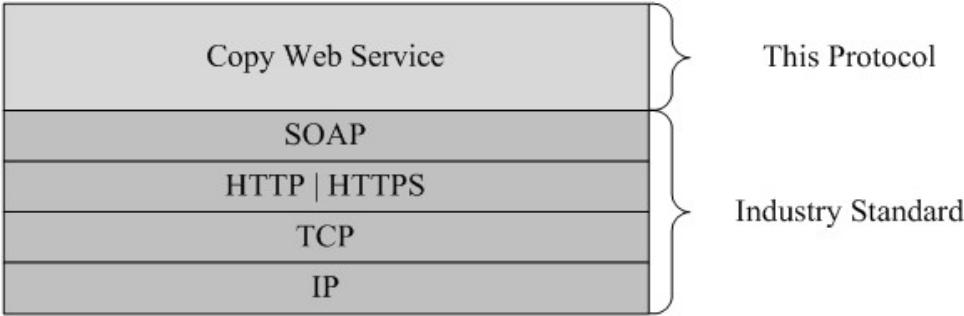 Copy Web Service
This Protocol
SOAP
HTTP | HTTPS
TCP
IP
Industry Standard